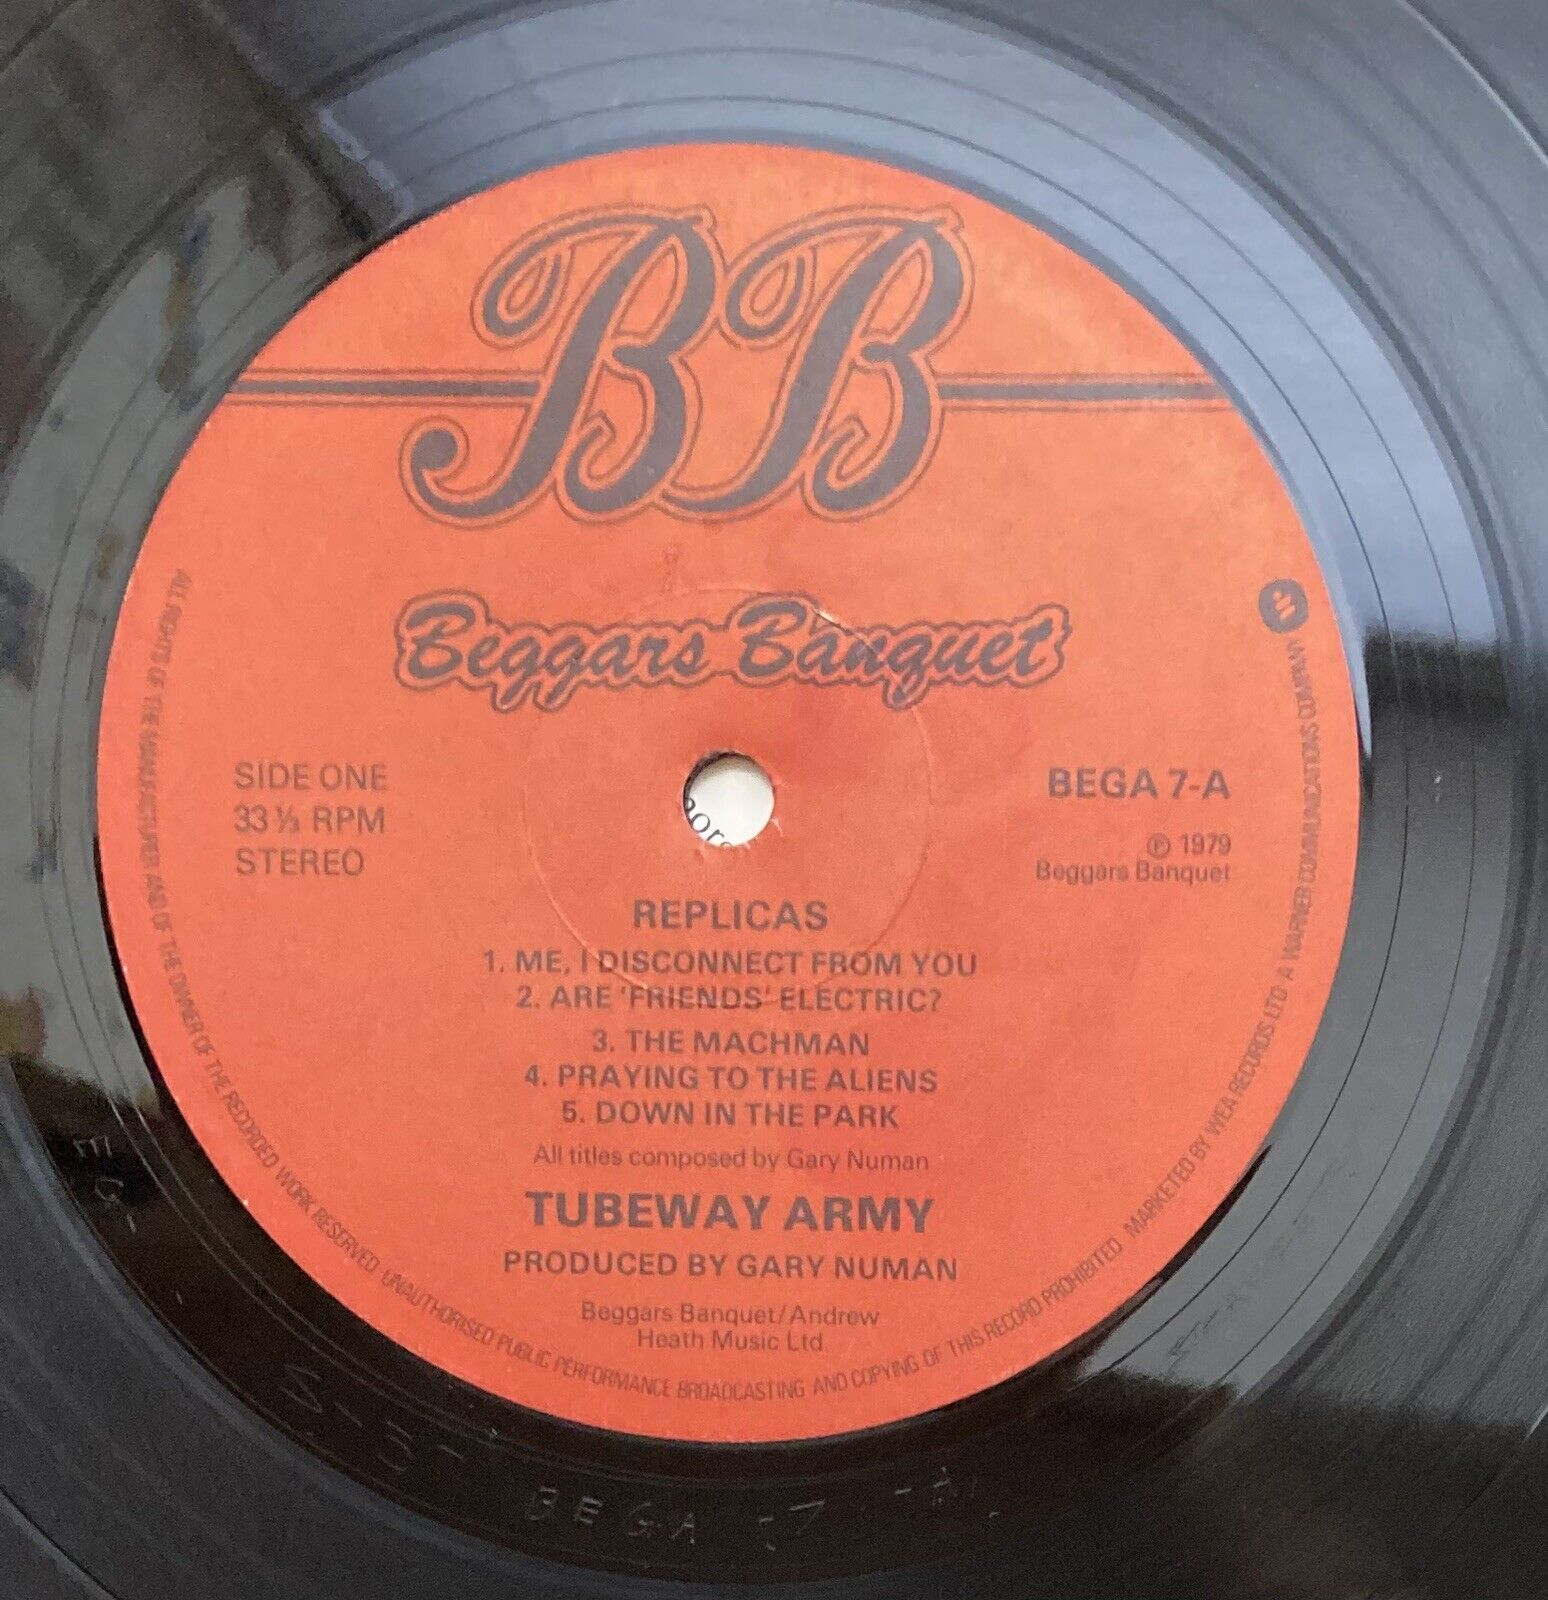 BB
Beggars Banquet
SIDE ONE
33⅓ RPM
STEREO
BEGA 7-A
℗ 1979
Beggars Banquet
REPLICAS
1. ME, I DISCONNECT FROM YOU
2. ARE 'FRIENDS' ELECTRIC?
3. THE MACHMAN
4. PRAYING TO THE ALIENS
5. DOWN IN THE PARK
All titles composed by Gary Numan
TUBEWAY ARMY
PRODUCED BY GARY NUMAN
Beggars Banquet/Andrew
Heath Music Ltd.
ALL RIGHTS OF THE MANUFACTURER AND OF THE OWNER OF THE RECORDED WORK RESERVED UNAUTHORISED PUBLIC PERFORMANCE BROADCASTING AND COPYING OF THIS RECORD PROHIBITED MARKETED BY WEA RECORDS LTD A WARNER COMMUNICATIONS COMPANY
BEGA 7